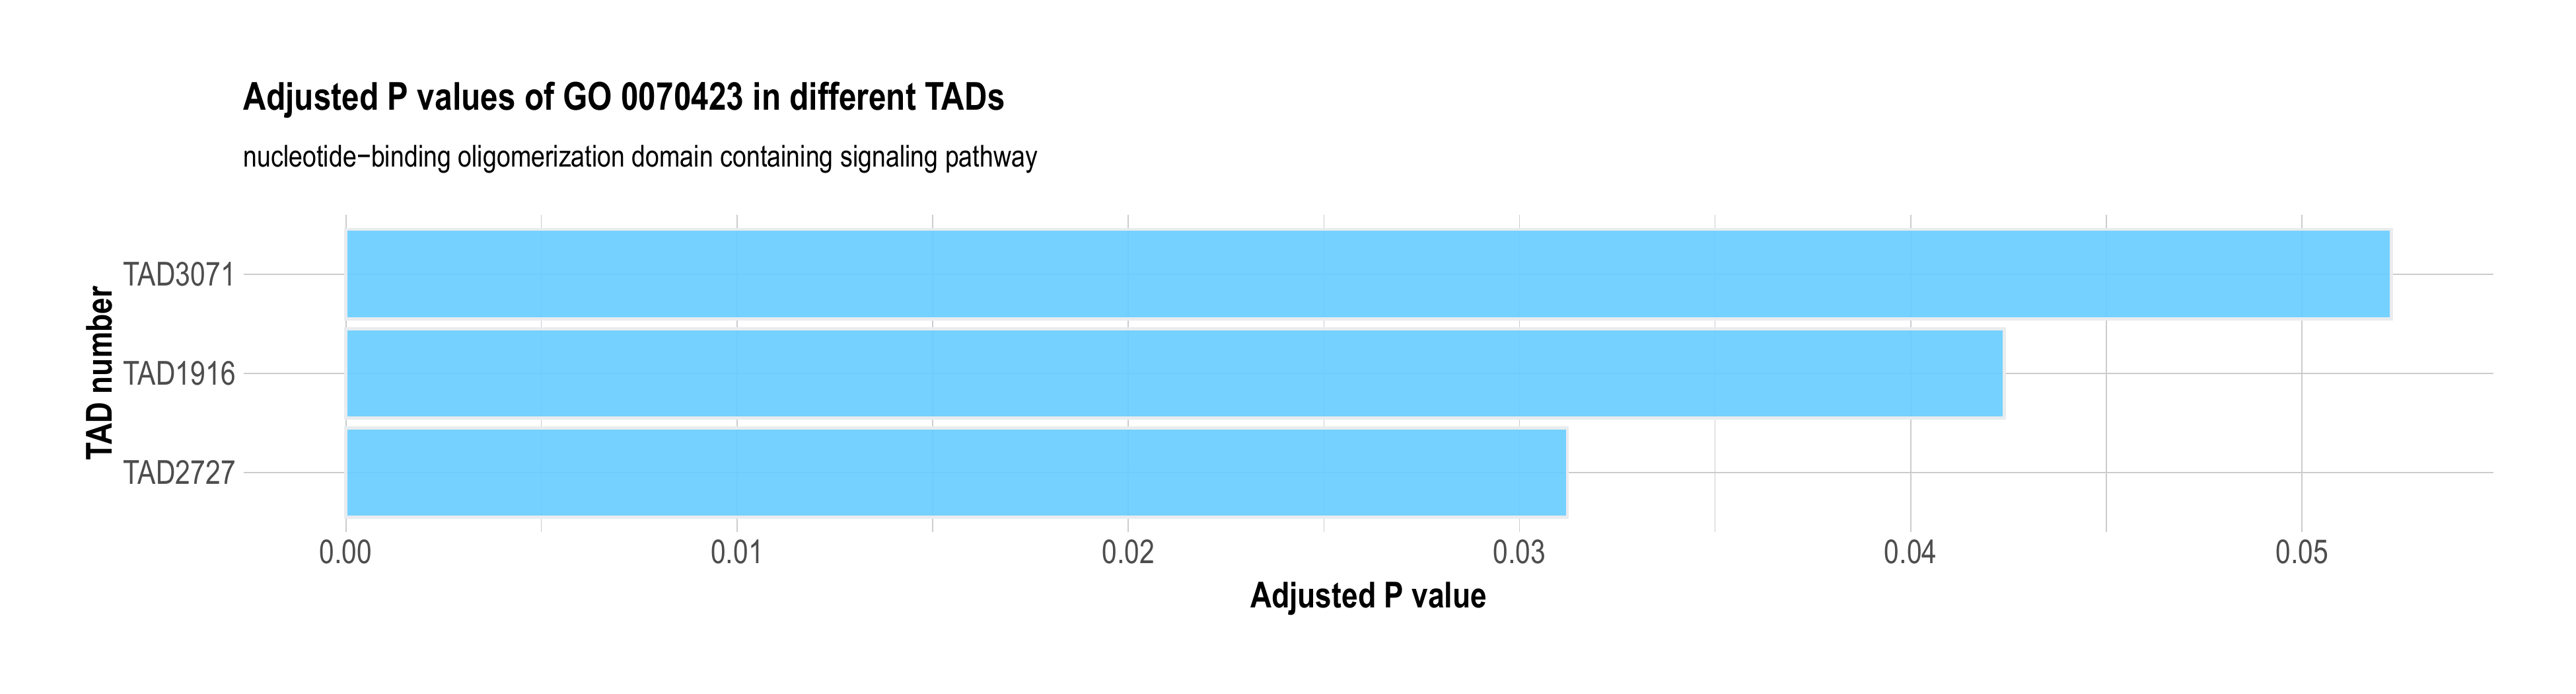 Adjusted P values of GO 0070423 in different TADs
nucleotide−binding oligomerization domain containing signaling pathway
TAD number
TAD3071
TAD1916
TAD2727
0.00 0.01 0.02 0.03 0.04 0.05
Adjusted P value